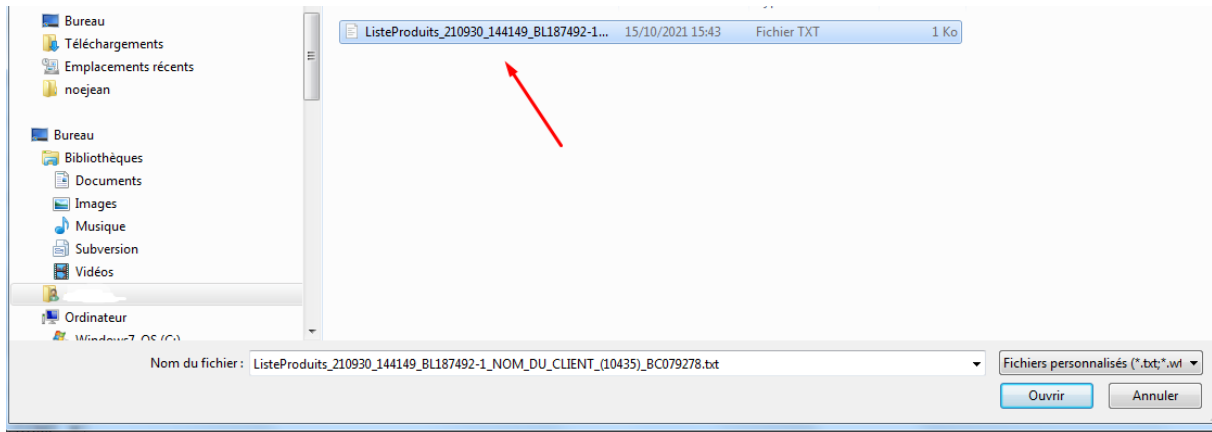 Bureau
Téléchargements
Emplacements récents
noejean
Bureau
Bibliothèques
Documents
Images
Musique
Subversion
Vidéos
Ordinateur
Windows7_OS (C:)
ListeProduits_210930_144149_BL187492-1... 15/10/2021 15:43 Fichier TXT 1 Ko
Nom du fichier : ListeProduits_210930_144149_BL187492-1_NOM_DU_CLIENT_(10435)_BC079278.txt Fichiers personnalisés (*.txt;*.wl
Ouvrir Annuler